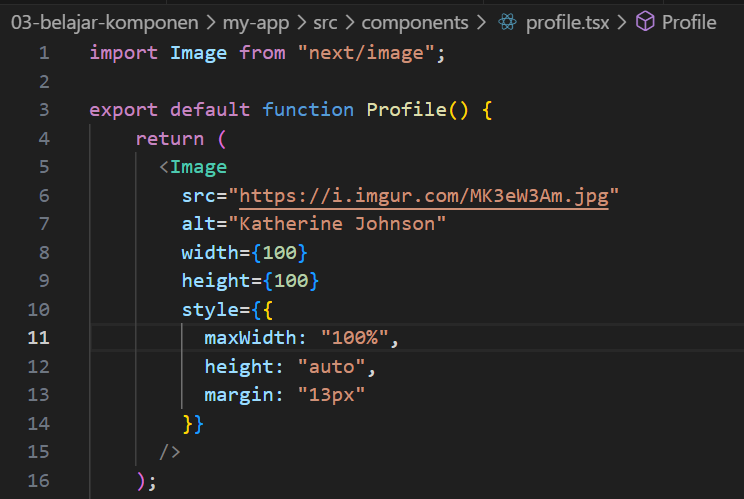 03-belajar-komponen > my-app > src > components > profile.tsx > Profile
1 import Image from "next/image";
2
3 export default function Profile() {
4 return (
5 <Image
6 src="https://i.imgur.com/MK3eW3Am.jpg"
7 alt="Katherine Johnson"
8 width={100}
9 height={100}
10 style={{
11 maxWidth: "100%",
12 height: "auto",
13 margin: "13px"
14 }}
15 />
16 );